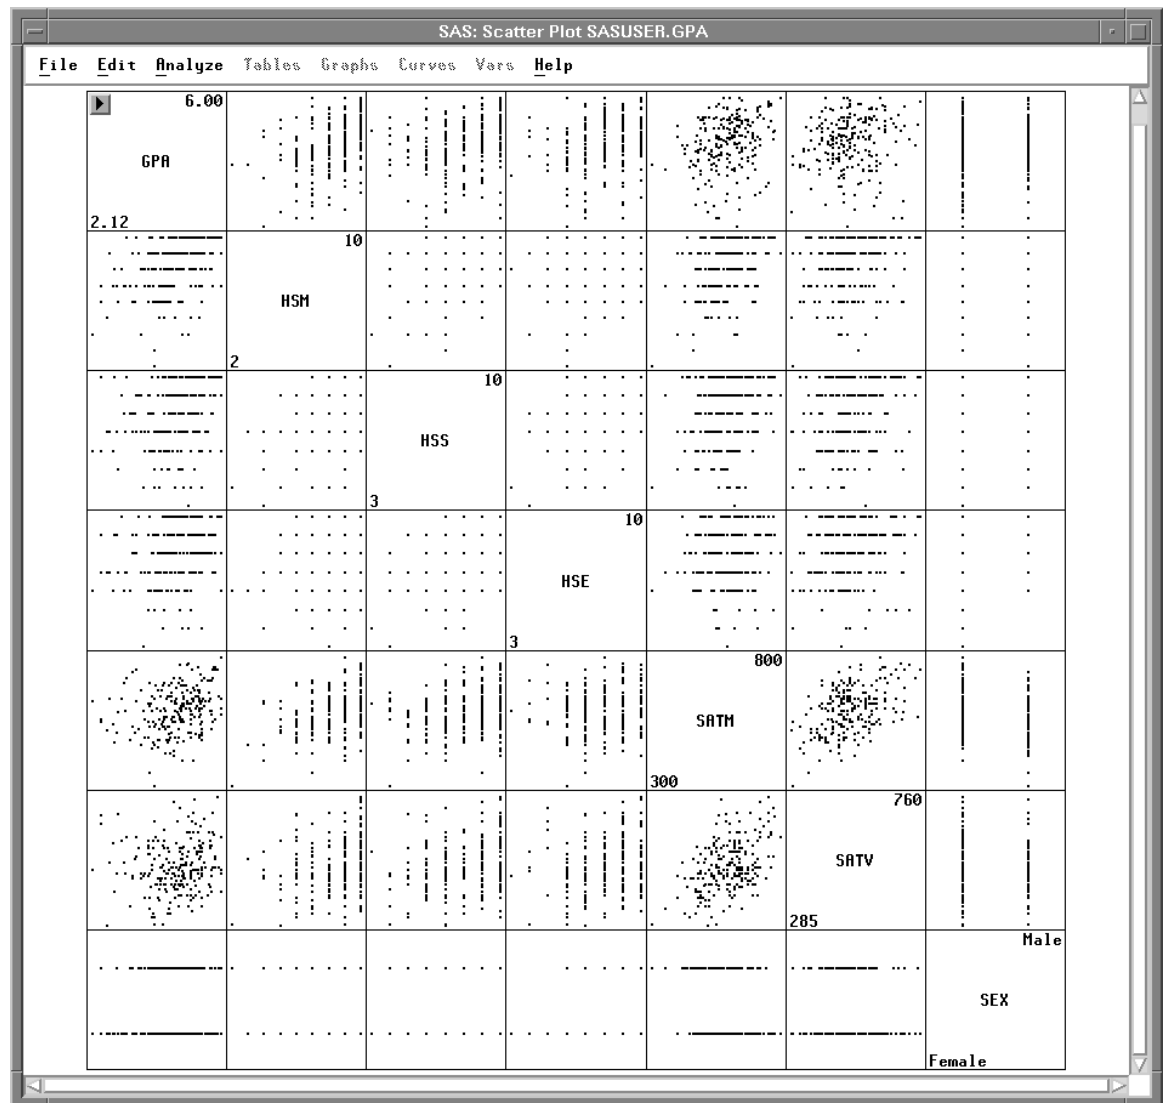 SAS: Scatter Plot SASUSER.GPA
File Edit Analyze Tables Graphs Curves Vars Help
6.00
GPA
2.12
10
HSM
2
10
HSS
3
10
HSE
3
800
SATM
300
760
SATV
285
Male
SEX
Female